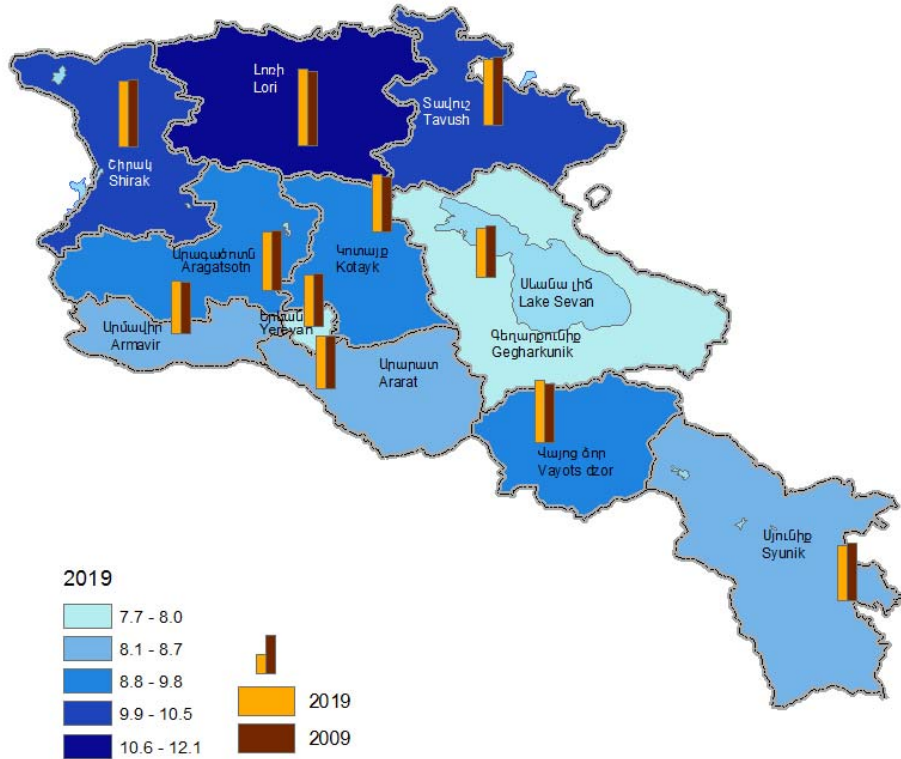 Լոռի
Lori
Տավուշ
Tavush
Շիրակ
Shirak
Արագածոտն
Aragatsotn
Կոտայք
Kotayk
Սևանա լիճ
Lake Sevan
Երևան
Yerevan
Արմավիր
Armavir
Գեղարքունիք
Gegharkunik
Արարատ
Ararat
Վայոց ձոր
Vayots dzor
Սյունիք
Syunik
2019
7.7 - 8.0
8.1 - 8.7
8.8 - 9.8
9.9 - 10.5
10.6 - 12.1
2019
2009